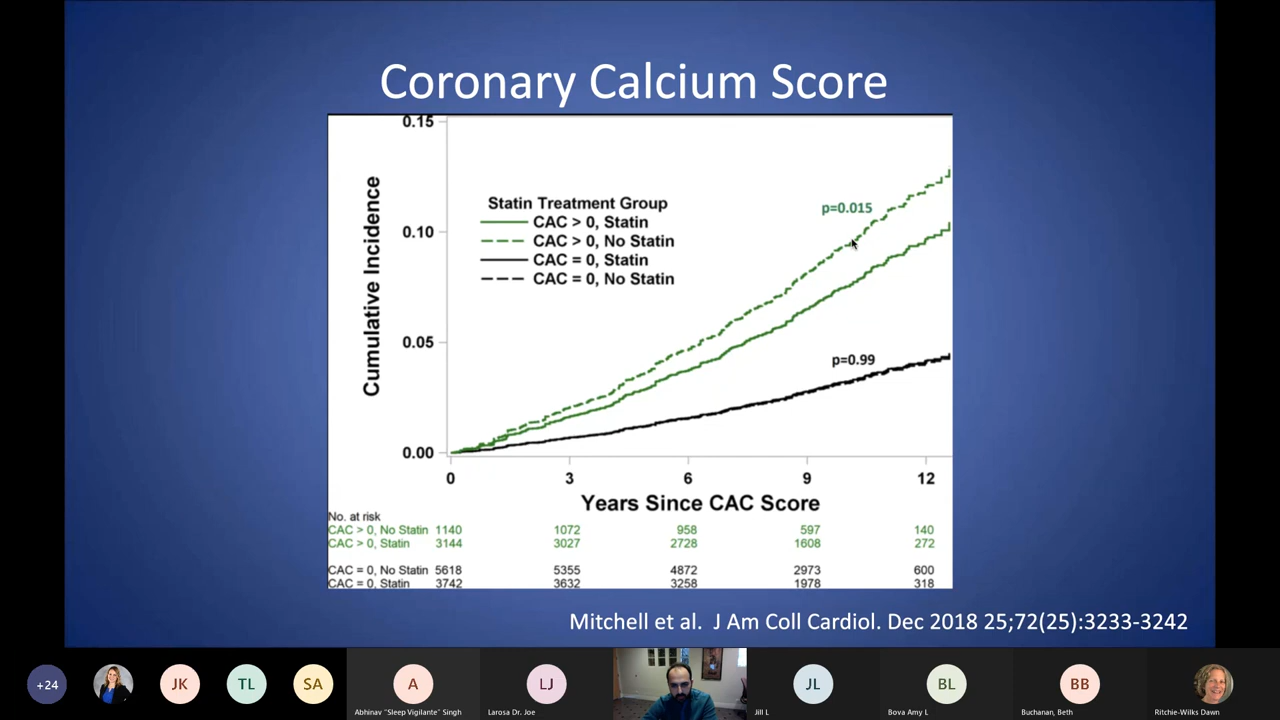 Coronary Calcium Score
0.15
0.10
0.05
0.00
Cumulative Incidence
Statin Treatment Group
CAC > 0, Statin
CAC > 0, No Statin
CAC = 0, Statin
CAC = 0, No Statin
p=0.015
p=0.99
0 3 6 9 12
Years Since CAC Score
No. at risk
CAC > 0, No Statin 1140 1072 958 597 140
CAC > 0, Statin 3144 3027 2728 1608 272
CAC = 0, No Statin 5618 5355 4872 2973 600
CAC = 0, Statin 3742 3632 3258 1978 318
Mitchell et al. J Am Coll Cardiol. Dec 2018 25;72(25):3233-3242
+24 JK TL SA A LJ JL BL BB
Abhinav "Sleep Vigilante" Singh Larosa Dr. Joe Jill L Bova Amy L Buchanan, Beth Ritchie-Wilks Dawn